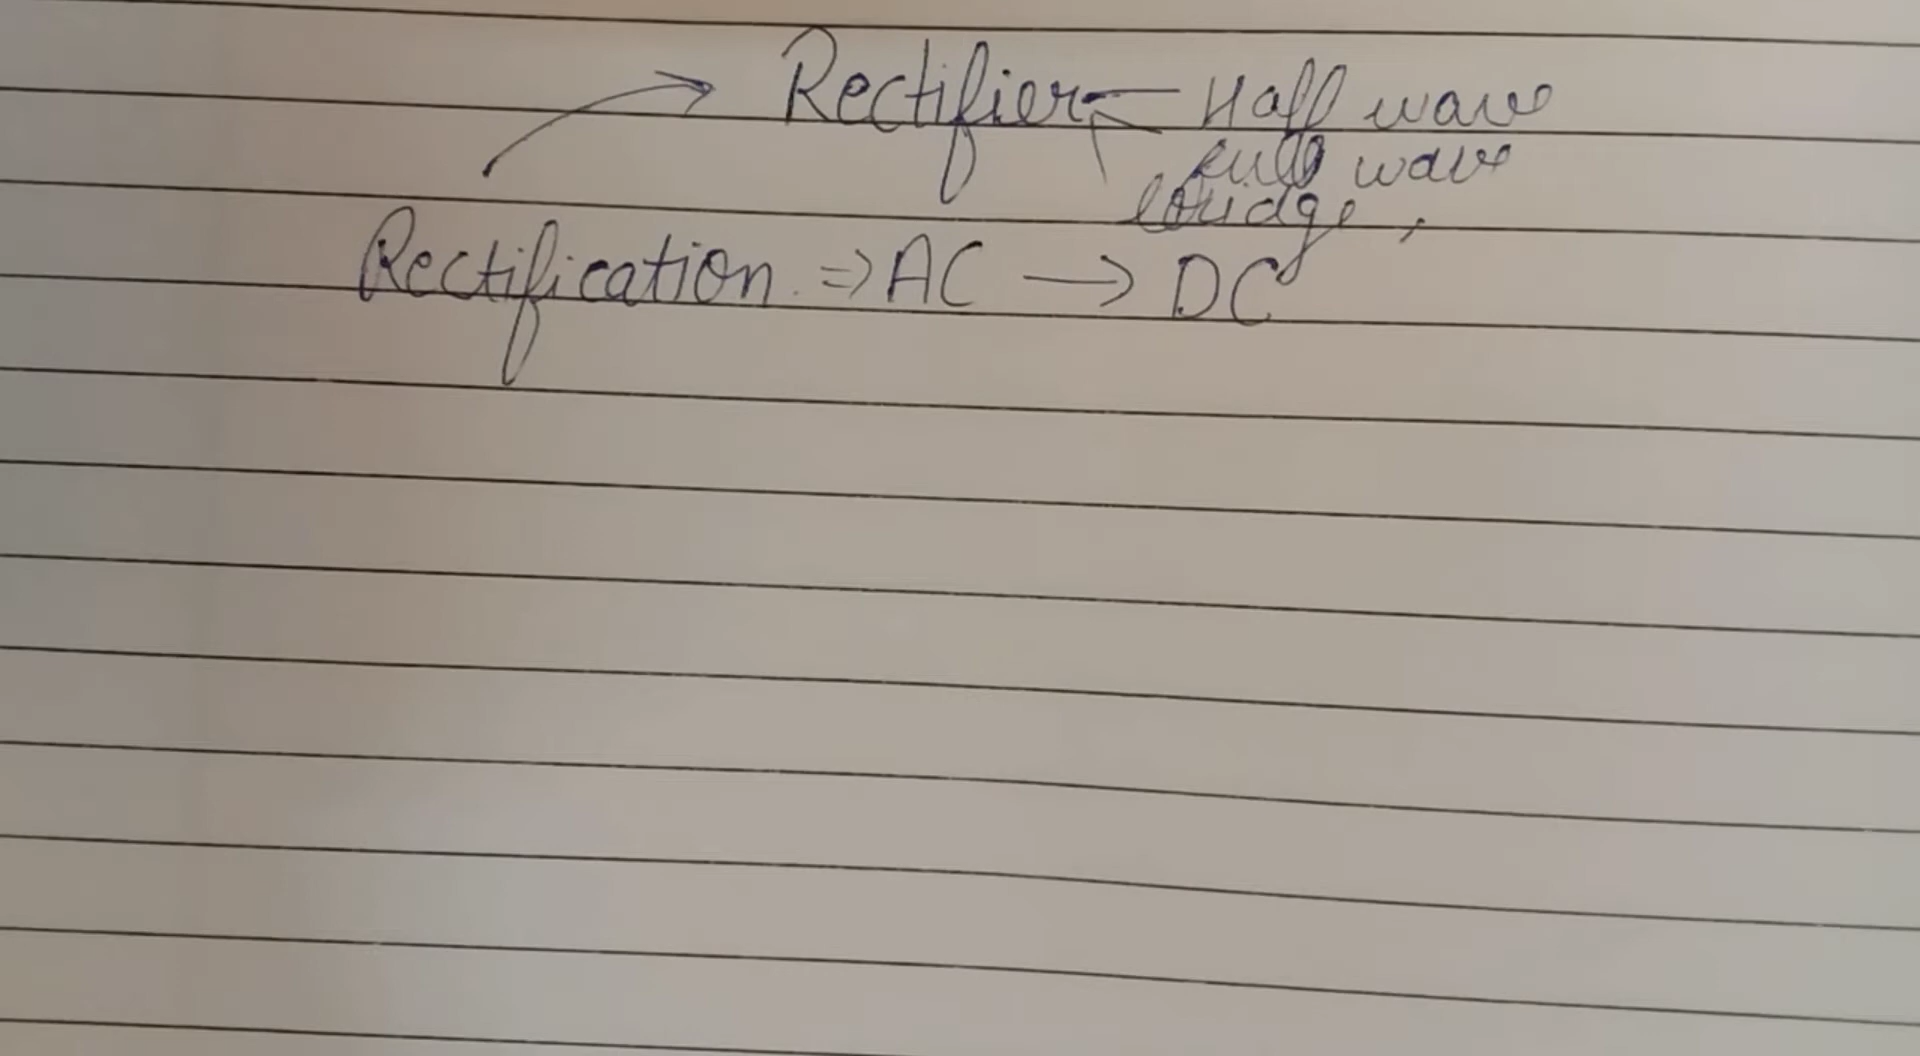 Rectifier ← Half wave
full wave
bridge,
Rectification ⇒ AC → DC